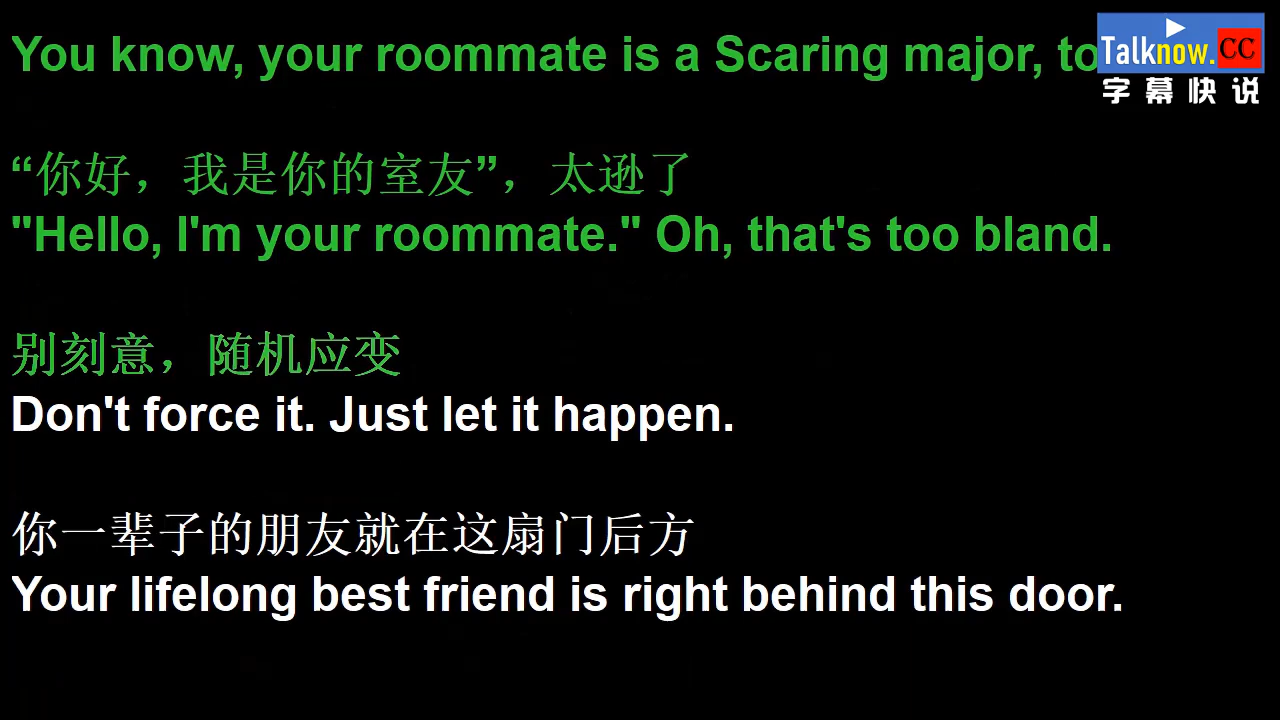 You know, your roommate is a Scaring major, to
Talknow.CC
字幕快说
“你好，我是你的室友”，太逊了
"Hello, I'm your roommate." Oh, that's too bland.
别刻意，随机应变
Don't force it. Just let it happen.
你一辈子的朋友就在这扇门后方
Your lifelong best friend is right behind this door.